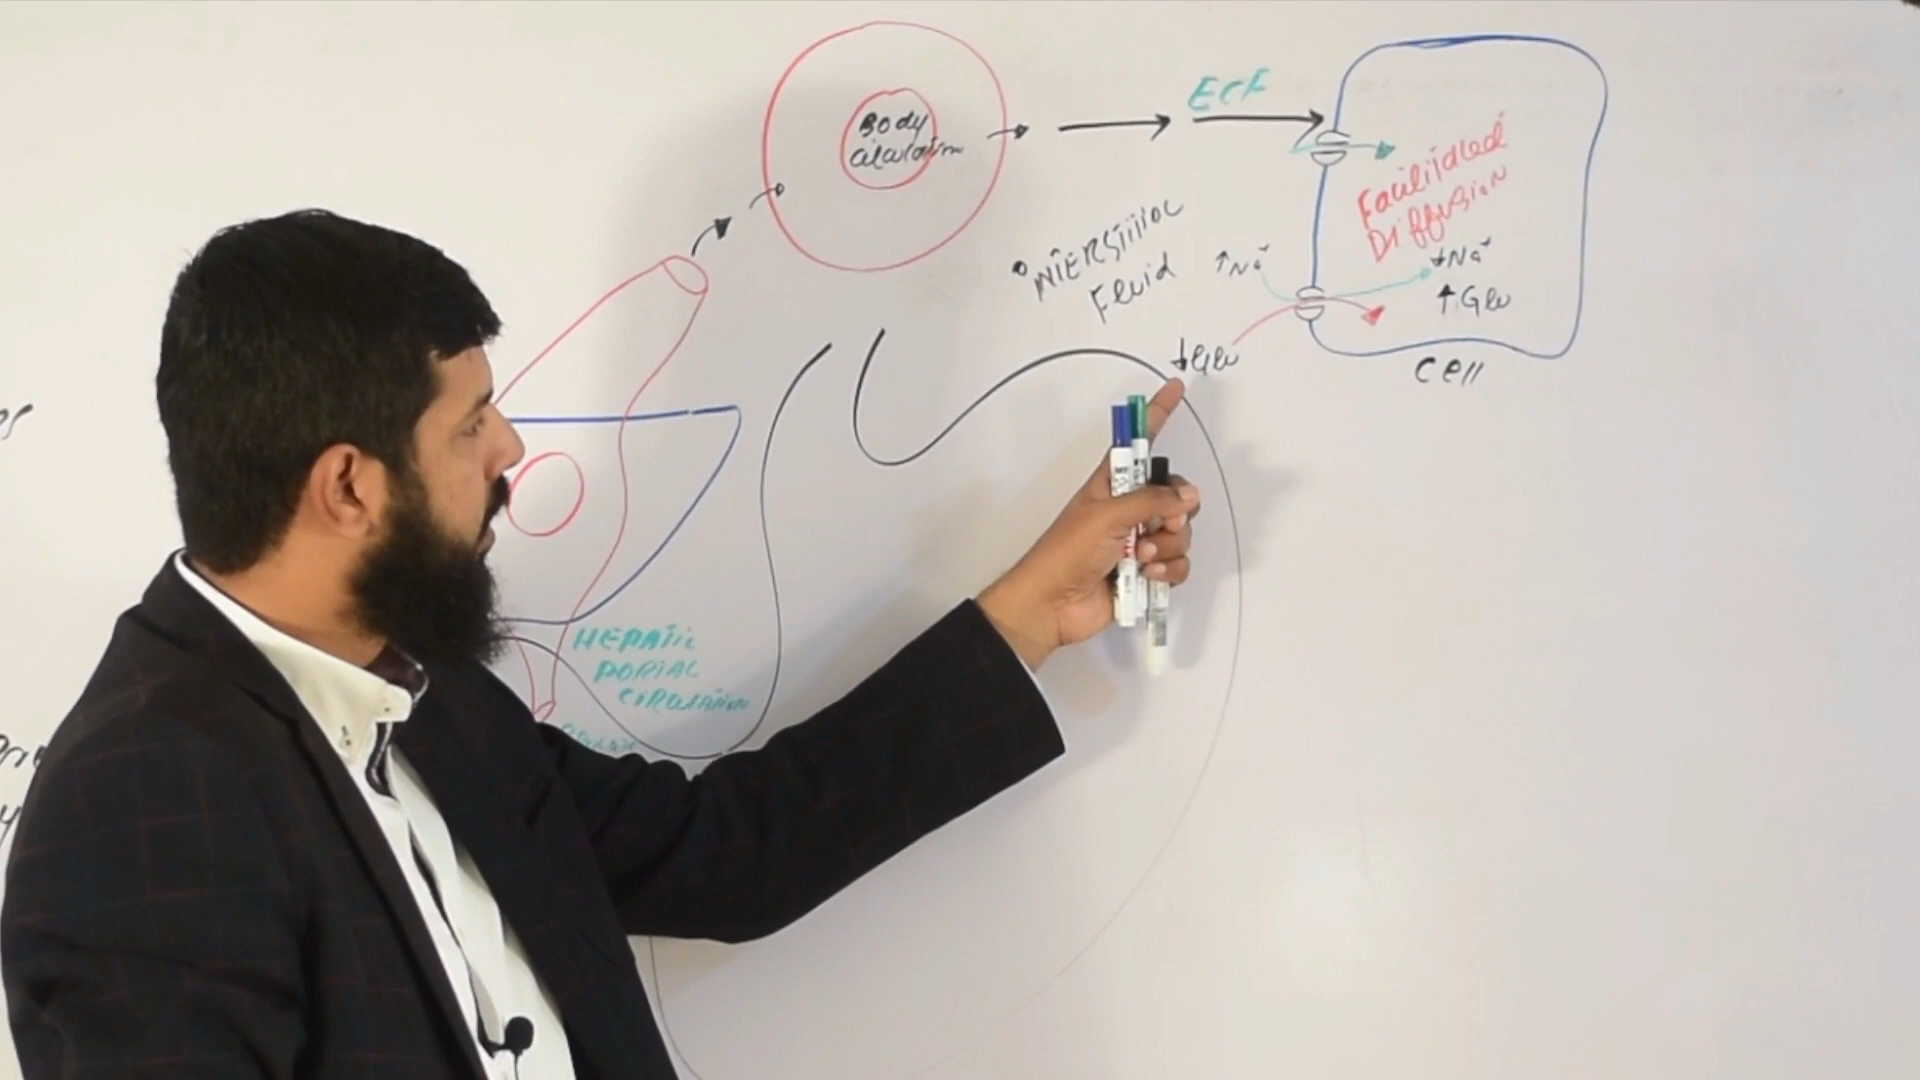 ECF
Body
Circulation
Facilitated
Diffusion
INTERSTITIAL
Fluid
↑Na+
↓Na+
↑Glu
↓Glu
Cell
HEPATIC
PORTAL
CIRCULATION